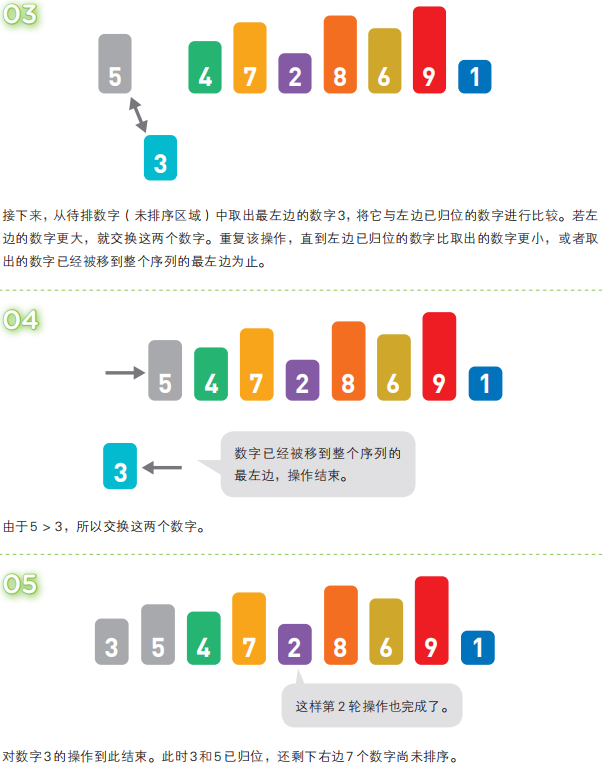 03
5 4 7 2 8 6 9 1
3
接下来，从待排数字（未排序区域）中取出最左边的数字3，将它与左边已归位的数字进行比较。若左
边的数字更大，就交换这两个数字。重复该操作，直到左边已归位的数字比取出的数字更小，或者取
出的数字已经被移到整个序列的最左边为止。
04
5 4 7 2 8 6 9 1
3
数字已经被移到整个序列的
最左边，操作结束。
由于5 > 3，所以交换这两个数字。
05
3 5 4 7 2 8 6 9 1
这样第2轮操作也完成了。
对数字3的操作到此结束。此时3和5已归位，还剩下右边7个数字尚未排序。